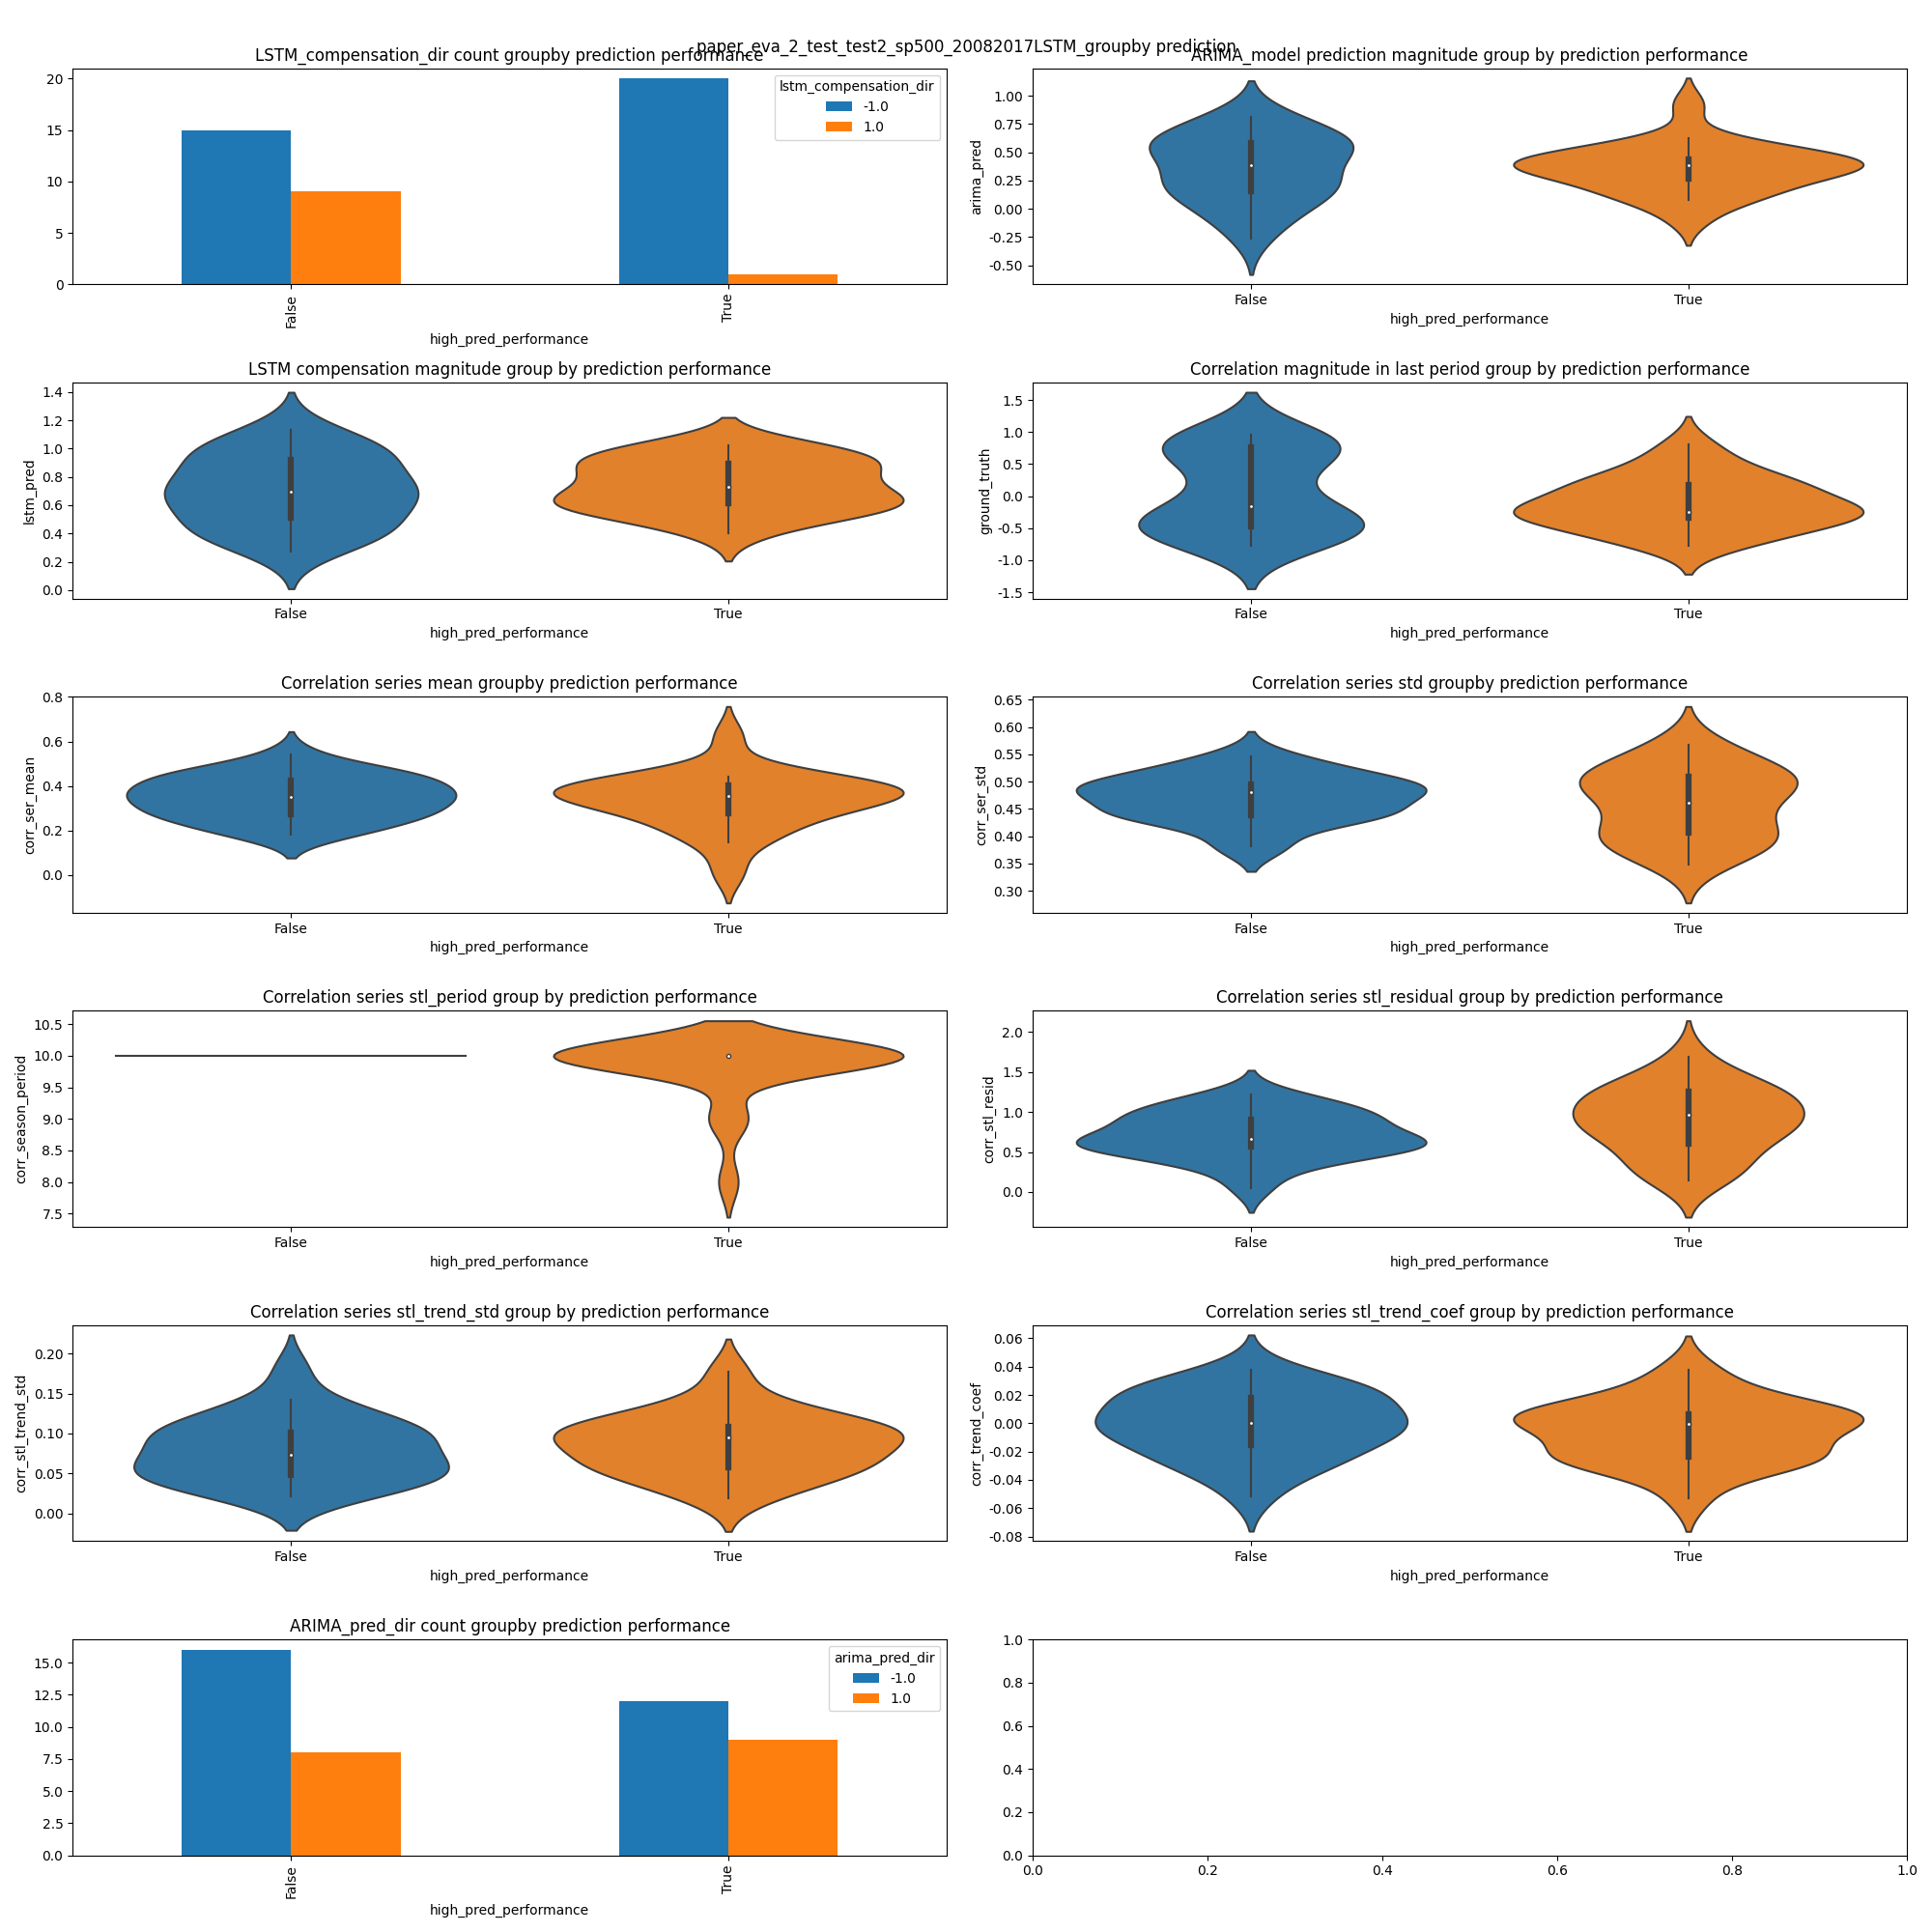 paper_eva_2_test_test2_sp500_20082017LSTM_groupby prediction
LSTM_compensation_dir count groupby prediction performance
20
15
10
5
0
lstm_compensation_dir
-1.0
1.0
False
True
high_pred_performance
ARIMA_model prediction magnitude group by prediction performance
arima_pred
1.00
0.75
0.50
0.25
0.00
-0.25
-0.50
False
True
high_pred_performance
LSTM compensation magnitude group by prediction performance
lstm_pred
1.4
1.2
1.0
0.8
0.6
0.4
0.2
0.0
False
True
high_pred_performance
Correlation magnitude in last period group by prediction performance
ground_truth
1.5
1.0
0.5
0.0
-0.5
-1.0
-1.5
False
True
high_pred_performance
Correlation series mean groupby prediction performance
corr_ser_mean
0.8
0.6
0.4
0.2
0.0
False
True
high_pred_performance
Correlation series std groupby prediction performance
corr_ser_std
0.65
0.60
0.55
0.50
0.45
0.40
0.35
0.30
False
True
high_pred_performance
Correlation series stl_period group by prediction performance
corr_season_period
10.5
10.0
9.5
9.0
8.5
8.0
7.5
False
True
high_pred_performance
Correlation series stl_residual group by prediction performance
corr_stl_resid
2.0
1.5
1.0
0.5
0.0
False
True
high_pred_performance
Correlation series stl_trend_std group by prediction performance
corr_stl_trend_std
0.20
0.15
0.10
0.05
0.00
False
True
high_pred_performance
Correlation series stl_trend_coef group by prediction performance
corr_trend_coef
0.06
0.04
0.02
0.00
-0.02
-0.04
-0.06
-0.08
False
True
high_pred_performance
ARIMA_pred_dir count groupby prediction performance
15.0
12.5
10.0
7.5
5.0
2.5
0.0
arima_pred_dir
-1.0
1.0
False
True
high_pred_performance
1.0
0.8
0.6
0.4
0.2
0.0
0.0
0.2
0.4
0.6
0.8
1.0